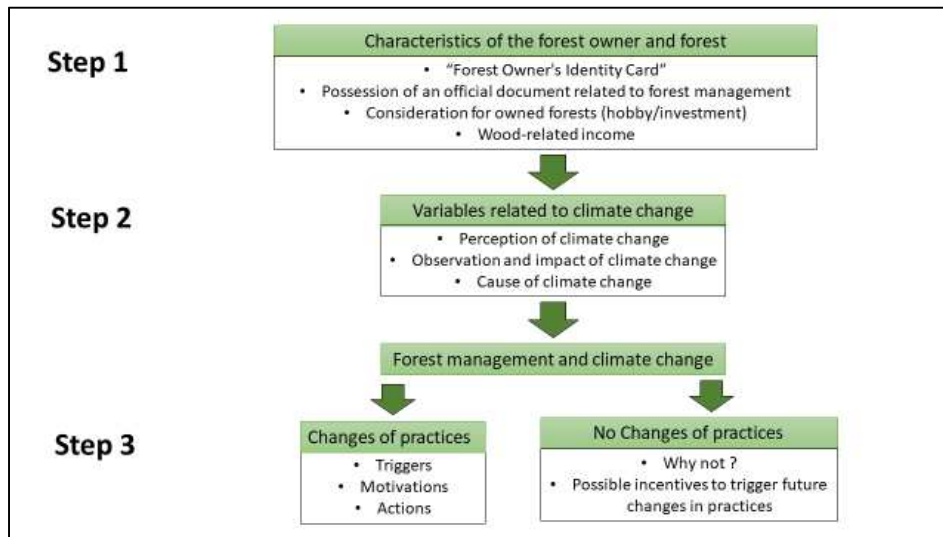 Step 1
Characteristics of the forest owner and forest
• "Forest Owner's Identity Card"
• Possession of an official document related to forest management
• Consideration for owned forests (hobby/investment)
• Wood-related income
Step 2
Variables related to climate change
• Perception of climate change
• Observation and impact of climate change
• Cause of climate change
Forest management and climate change
Step 3
Changes of practices
• Triggers
• Motivations
• Actions
No Changes of practices
• Why not ?
• Possible incentives to trigger future
changes in practices